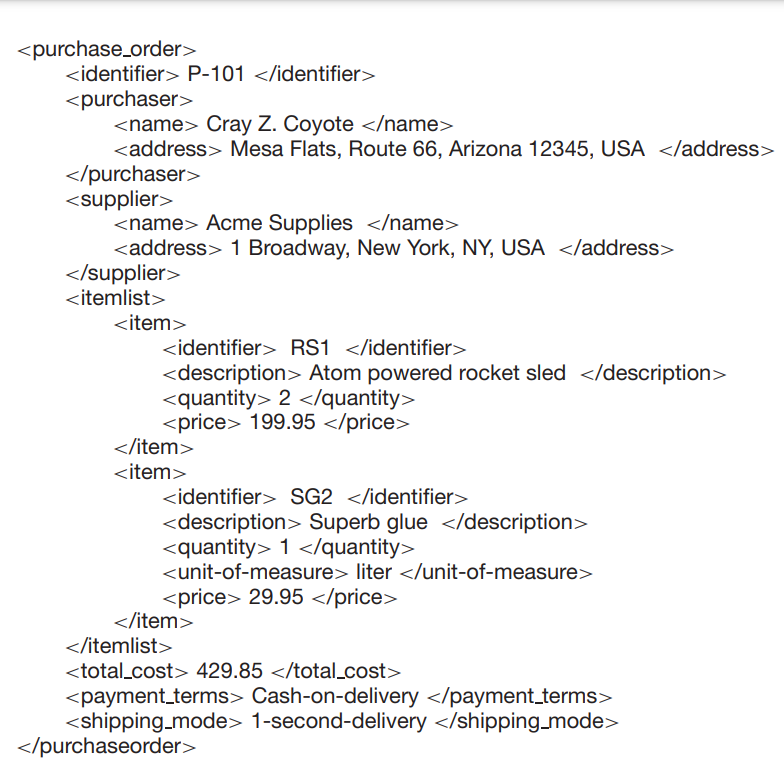 <purchase_order>
<identifier> P-101 </identifier>
<purchaser>
<name> Cray Z. Coyote </name>
<address> Mesa Flats, Route 66, Arizona 12345, USA </address>
</purchaser>
<supplier>
<name> Acme Supplies </name>
<address> 1 Broadway, New York, NY, USA </address>
</supplier>
<itemlist>
<item>
<identifier> RS1 </identifier>
<description> Atom powered rocket sled </description>
<quantity> 2 </quantity>
<price> 199.95 </price>
</item>
<item>
<identifier> SG2 </identifier>
<description> Superb glue </description>
<quantity> 1 </quantity>
<unit-of-measure> liter </unit-of-measure>
<price> 29.95 </price>
</item>
</itemlist>
<total_cost> 429.85 </total_cost>
<payment_terms> Cash-on-delivery </payment_terms>
<shipping_mode> 1-second-delivery </shipping_mode>
</purchaseorder>